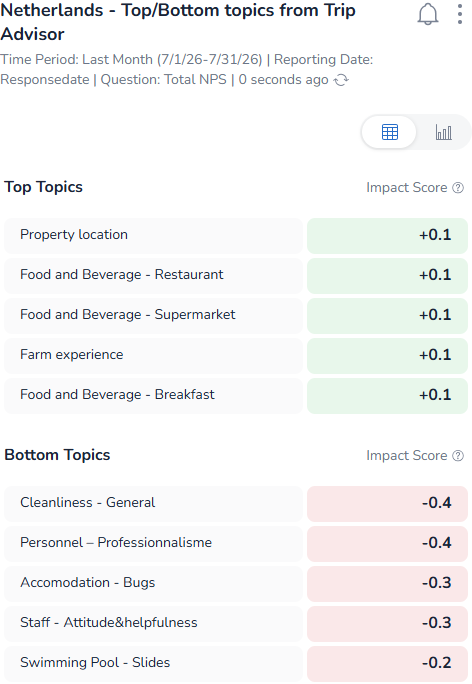 Netherlands - Top/Bottom topics from Trip
Advisor
Time Period: Last Month (7/1/26-7/31/26) | Reporting Date:
Responsedate | Question: Total NPS | 0 seconds ago
Top Topics
Impact Score
Property location +0.1
Food and Beverage - Restaurant +0.1
Food and Beverage - Supermarket +0.1
Farm experience +0.1
Food and Beverage - Breakfast +0.1
Bottom Topics
Impact Score
Cleanliness - General -0.4
Personnel – Professionnalisme -0.4
Accomodation - Bugs -0.3
Staff - Attitude&helpfulness -0.3
Swimming Pool - Slides -0.2